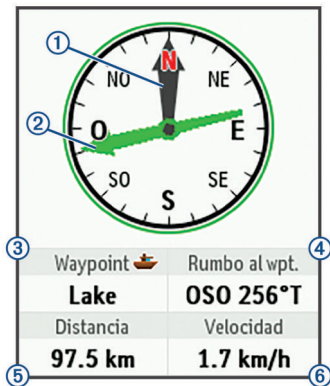 1
N
NO
NE
2
O
E
SO
SE
S
3
4
Waypoint
Rumbo al wpt.
Lake
OSO 256°T
Distancia
Velocidad
97.5 km
1.7 km/h
5
6